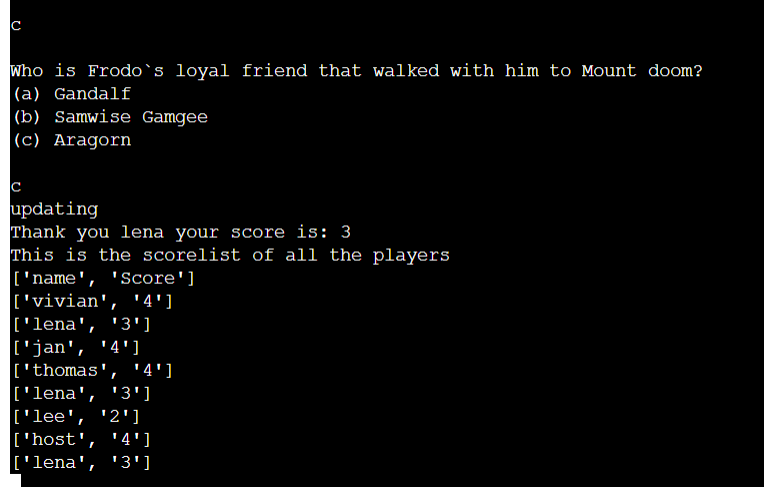 c
Who is Frodo`s loyal friend that walked with him to Mount doom?
(a) Gandalf
(b) Samwise Gamgee
(c) Aragorn
c
updating
Thank you lena your score is: 3
This is the scorelist of all the players
['name', 'Score']
['vivian', '4']
['lena', '3']
['jan', '4']
['thomas', '4']
['lena', '3']
['lee', '2']
['host', '4']
['lena', '3']